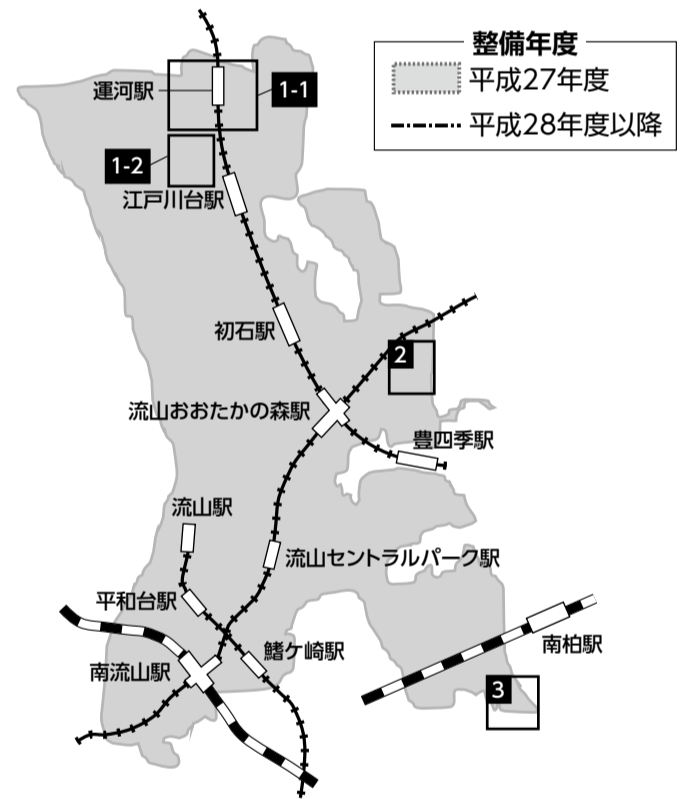 整備年度
平成27年度
平成28年度以降
運河駅
1-1
1-2
江戸川台駅
初石駅
2
流山おおたかの森駅
豊四季駅
流山駅
流山セントラルパーク駅
平和台駅
鰭ケ崎駅
南柏駅
南流山駅
3